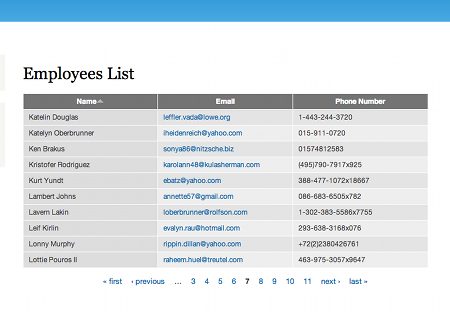 Employees List
Name Email Phone Number
Katelin Douglas leffler.vada@lowe.org 1-443-244-3720
Katelyn Oberbrunner iheidenreich@yahoo.com 015-911-0720
Ken Brakus sonya86@nitzsche.biz 01574812583
Kristofer Rodriguez karolann48@kulasherman.com (495)790-7917x925
Kurt Yundt ebatz@yahoo.com 388-477-1072x18667
Lambert Johns annette57@gmail.com 086-683-6505x782
Lavern Lakin loberbrunner@rolfson.com 1-302-383-5586x7755
Leif Kirlin evalyn.rau@hotmail.com 293-638-3168x076
Lonny Murphy rippin.dillan@yahoo.com +72(2)2380426761
Lottie Pouros II raheem.huel@treutel.com 463-975-3057x9647
« first ‹ previous … 3 4 5 6 7 8 9 10 11 next › last »